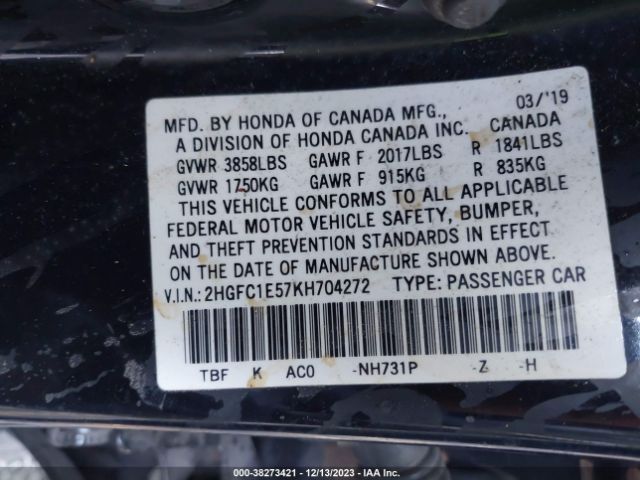 MFD. BY HONDA OF CANADA MFG., 03/'19
A DIVISION OF HONDA CANADA INC. CANADA
GVWR 3858LBS GAWR F 2017LBS R 1841LBS
GVWR 1750KG GAWR F 915KG R 835KG
THIS VEHICLE CONFORMS TO ALL APPLICABLE
FEDERAL MOTOR VEHICLE SAFETY, BUMPER,
AND THEFT PREVENTION STANDARDS IN EFFECT
ON THE DATE OF MANUFACTURE SHOWN ABOVE.
V.I.N.: 2HGFC1E57KH704272 TYPE: PASSENGER CAR
TBF K AC0 -NH731P -Z -H
000-38273421 - 12/13/2023 - IAA Inc.